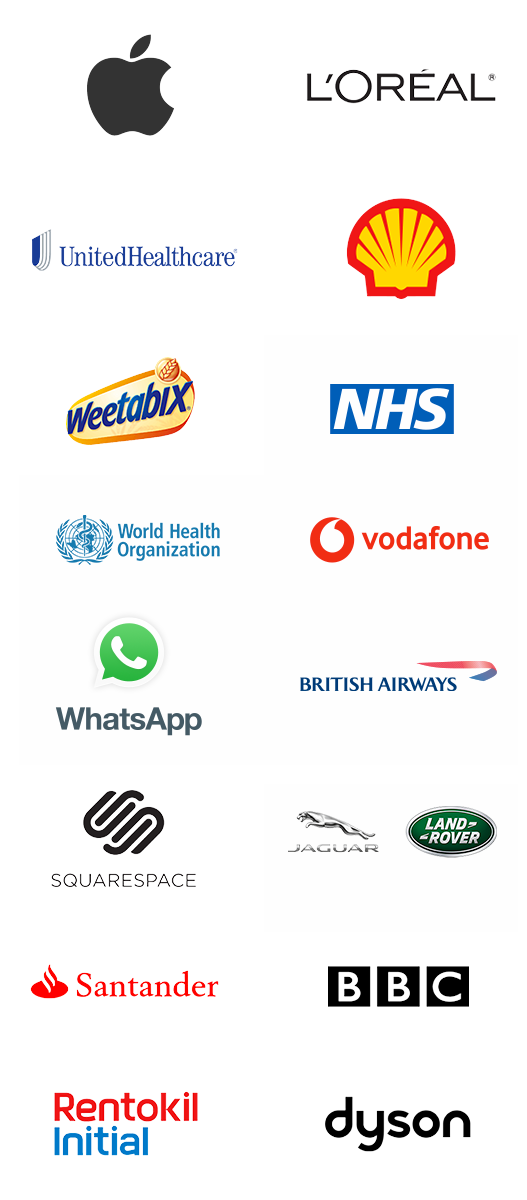 L'ORÉAL®
UnitedHealthcare®
Weetabix®
NHS
World Health
Organization
vodafone
WhatsApp
BRITISH AIRWAYS
SQUARESPACE
JAGUAR
LAND-
-ROVER
Santander
BBC
Rentokil
Initial
dyson